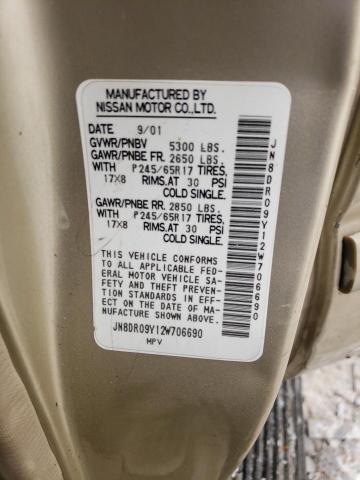 MANUFACTURED BY
NISSAN MOTOR CO.,LTD.
DATE 9/01
GVWR/PNBV 5300 LBS.
GAWR/PNBE FR. 2650 LBS.
WITH P245/65R17 TIRES,
17X8 RIMS,AT 30 PSI
COLD SINGLE.
GAWR/PNBE RR. 2850 LBS.
WITH P245/65R17 TIRES,
17X8 RIMS,AT 30 PSI
COLD SINGLE.
THIS VEHICLE CONFORMS
TO ALL APPLICABLE FED-
ERAL MOTOR VEHICLE SA-
FETY AND THEFT PREVEN-
TION STANDARDS IN EFF-
ECT ON THE DATE OF MA-
NUFACTURE SHOWN ABOVE.
JN8DR09Y12W706690
MPV
JN8DR09Y12W706690